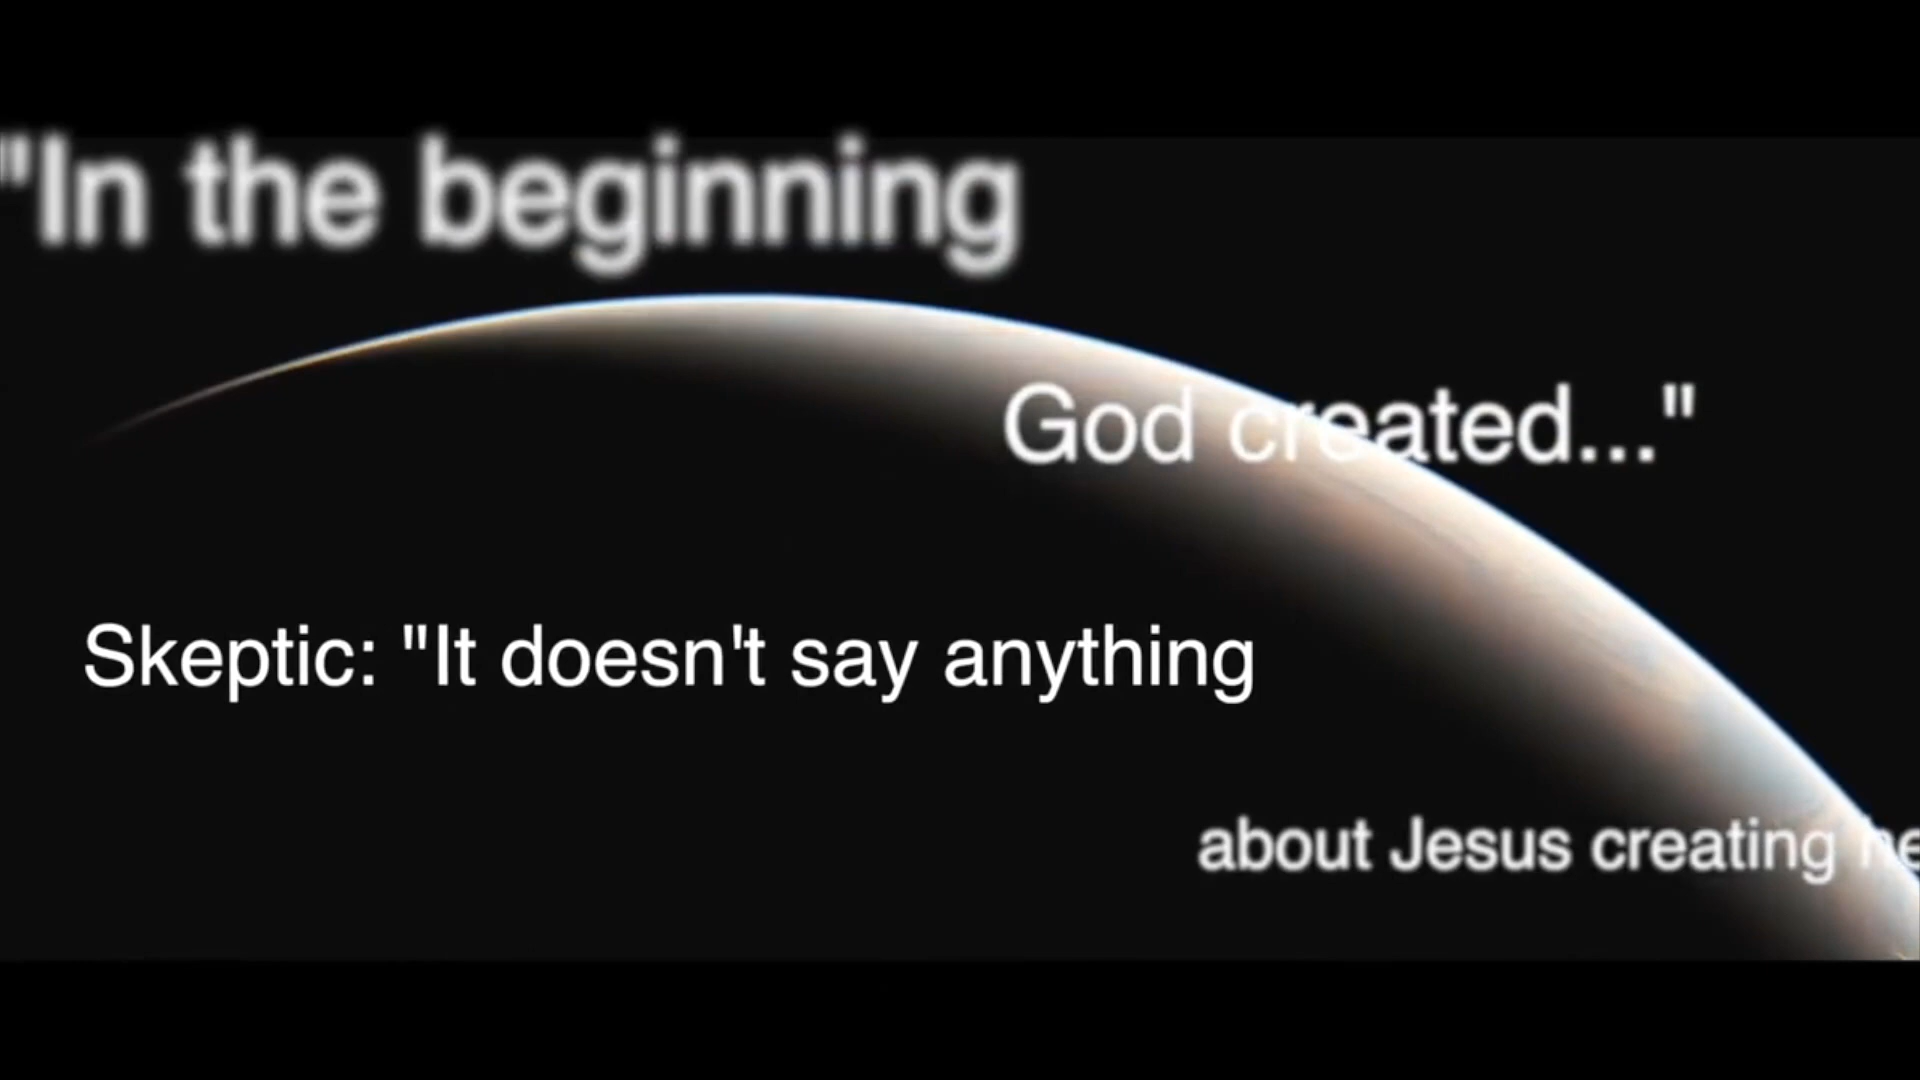 "In the beginning
God created..."
Skeptic: "It doesn't say anything
about Jesus creating